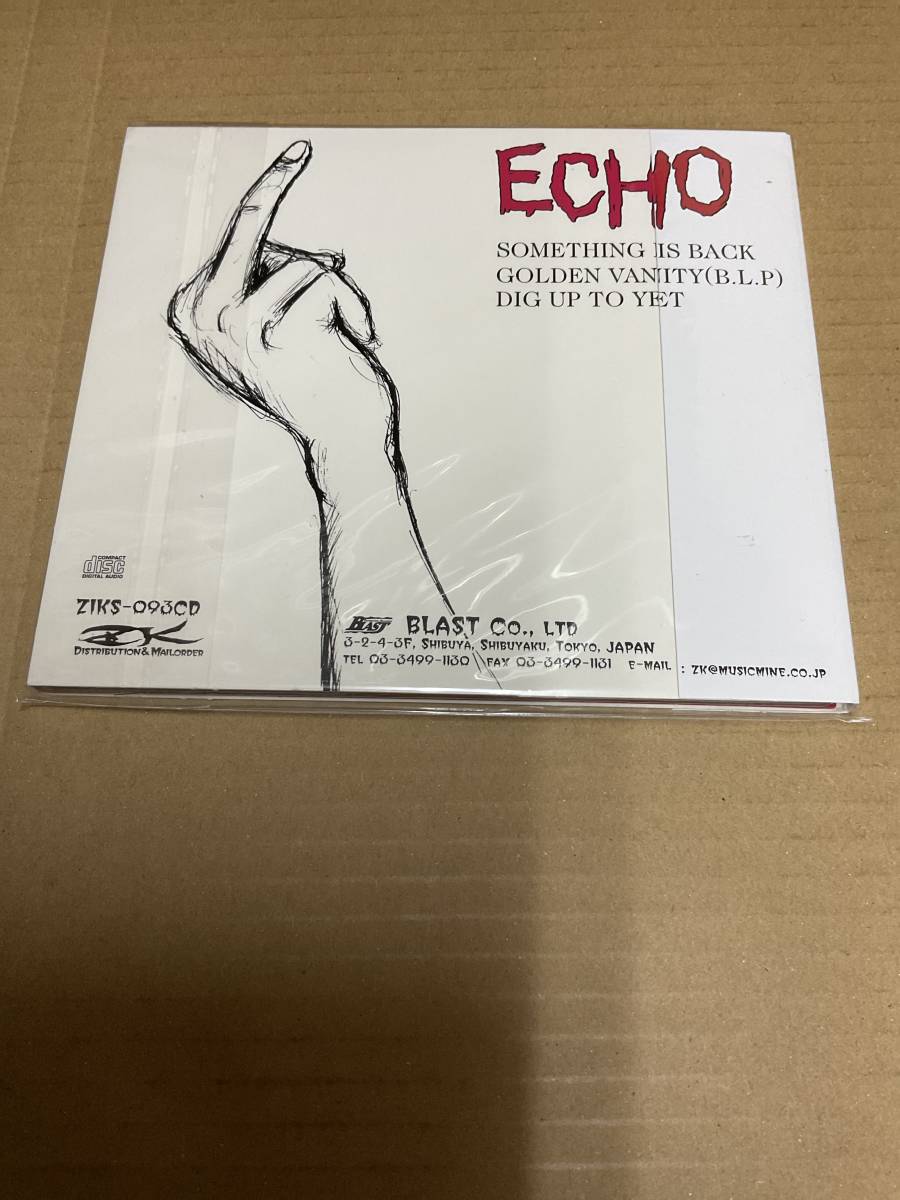 ECHO
SOMETHING IS BACK
GOLDEN VANITY(B.L.P)
DIG UP TO YET
COMPACT
disc
DIGITAL AUDIO
ZIKS-093CD
ZK
DISTRIBUTION & MAILORDER
BLAST BLAST CO., LTD
3-2-4-3F, SHIBUYA, SHIBUYAKU, TOKYO, JAPAN
TEL 03-3499-1130 FAX 03-3499-1131 E-MAIL : ZK@MUSICMINE.CO.JP